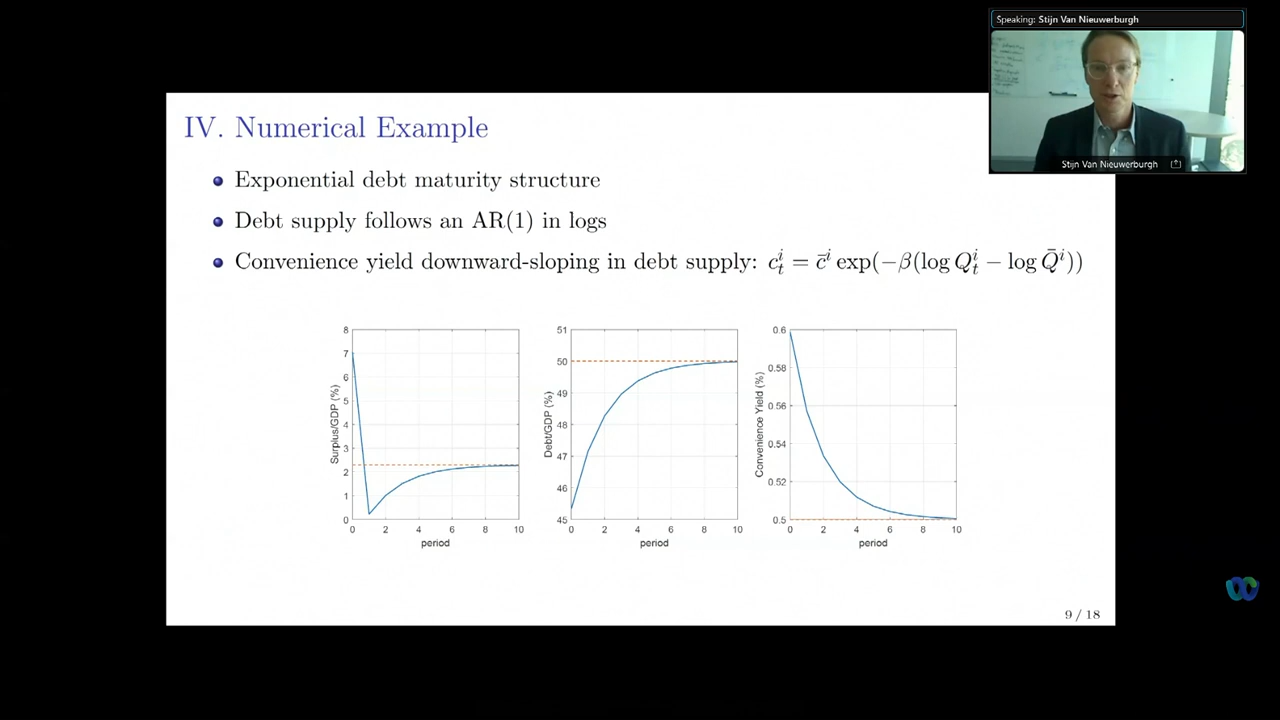 Speaking: Stijn Van Nieuwerburgh
Stijn Van Nieuwerburgh
IV. Numerical Example
Exponential debt maturity structure
Debt supply follows an AR(1) in logs
Convenience yield downward-sloping in debt supply: c_t^i = c̄^i exp(−β(log Q_t^i − log Q̄^i))
8
7
6
5
4
3
2
1
0
Surplus/GDP (%)
0 2 4 6 8 10
period
51
50
49
48
47
46
45
Debt/GDP (%)
0 2 4 6 8 10
period
0.6
0.58
0.56
0.54
0.52
0.5
Convenience Yield (%)
0 2 4 6 8 10
period
9 / 18